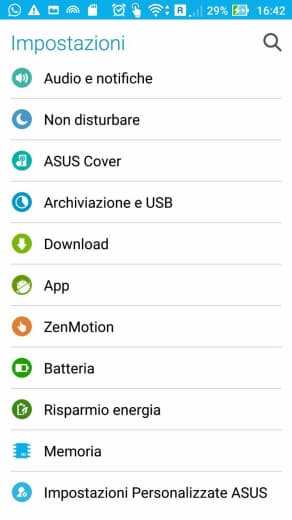 R 29% 16:42
Impostazioni
Audio e notifiche
Non disturbare
ASUS Cover
Archiviazione e USB
Download
App
ZenMotion
Batteria
Risparmio energia
Memoria
Impostazioni Personalizzate ASUS